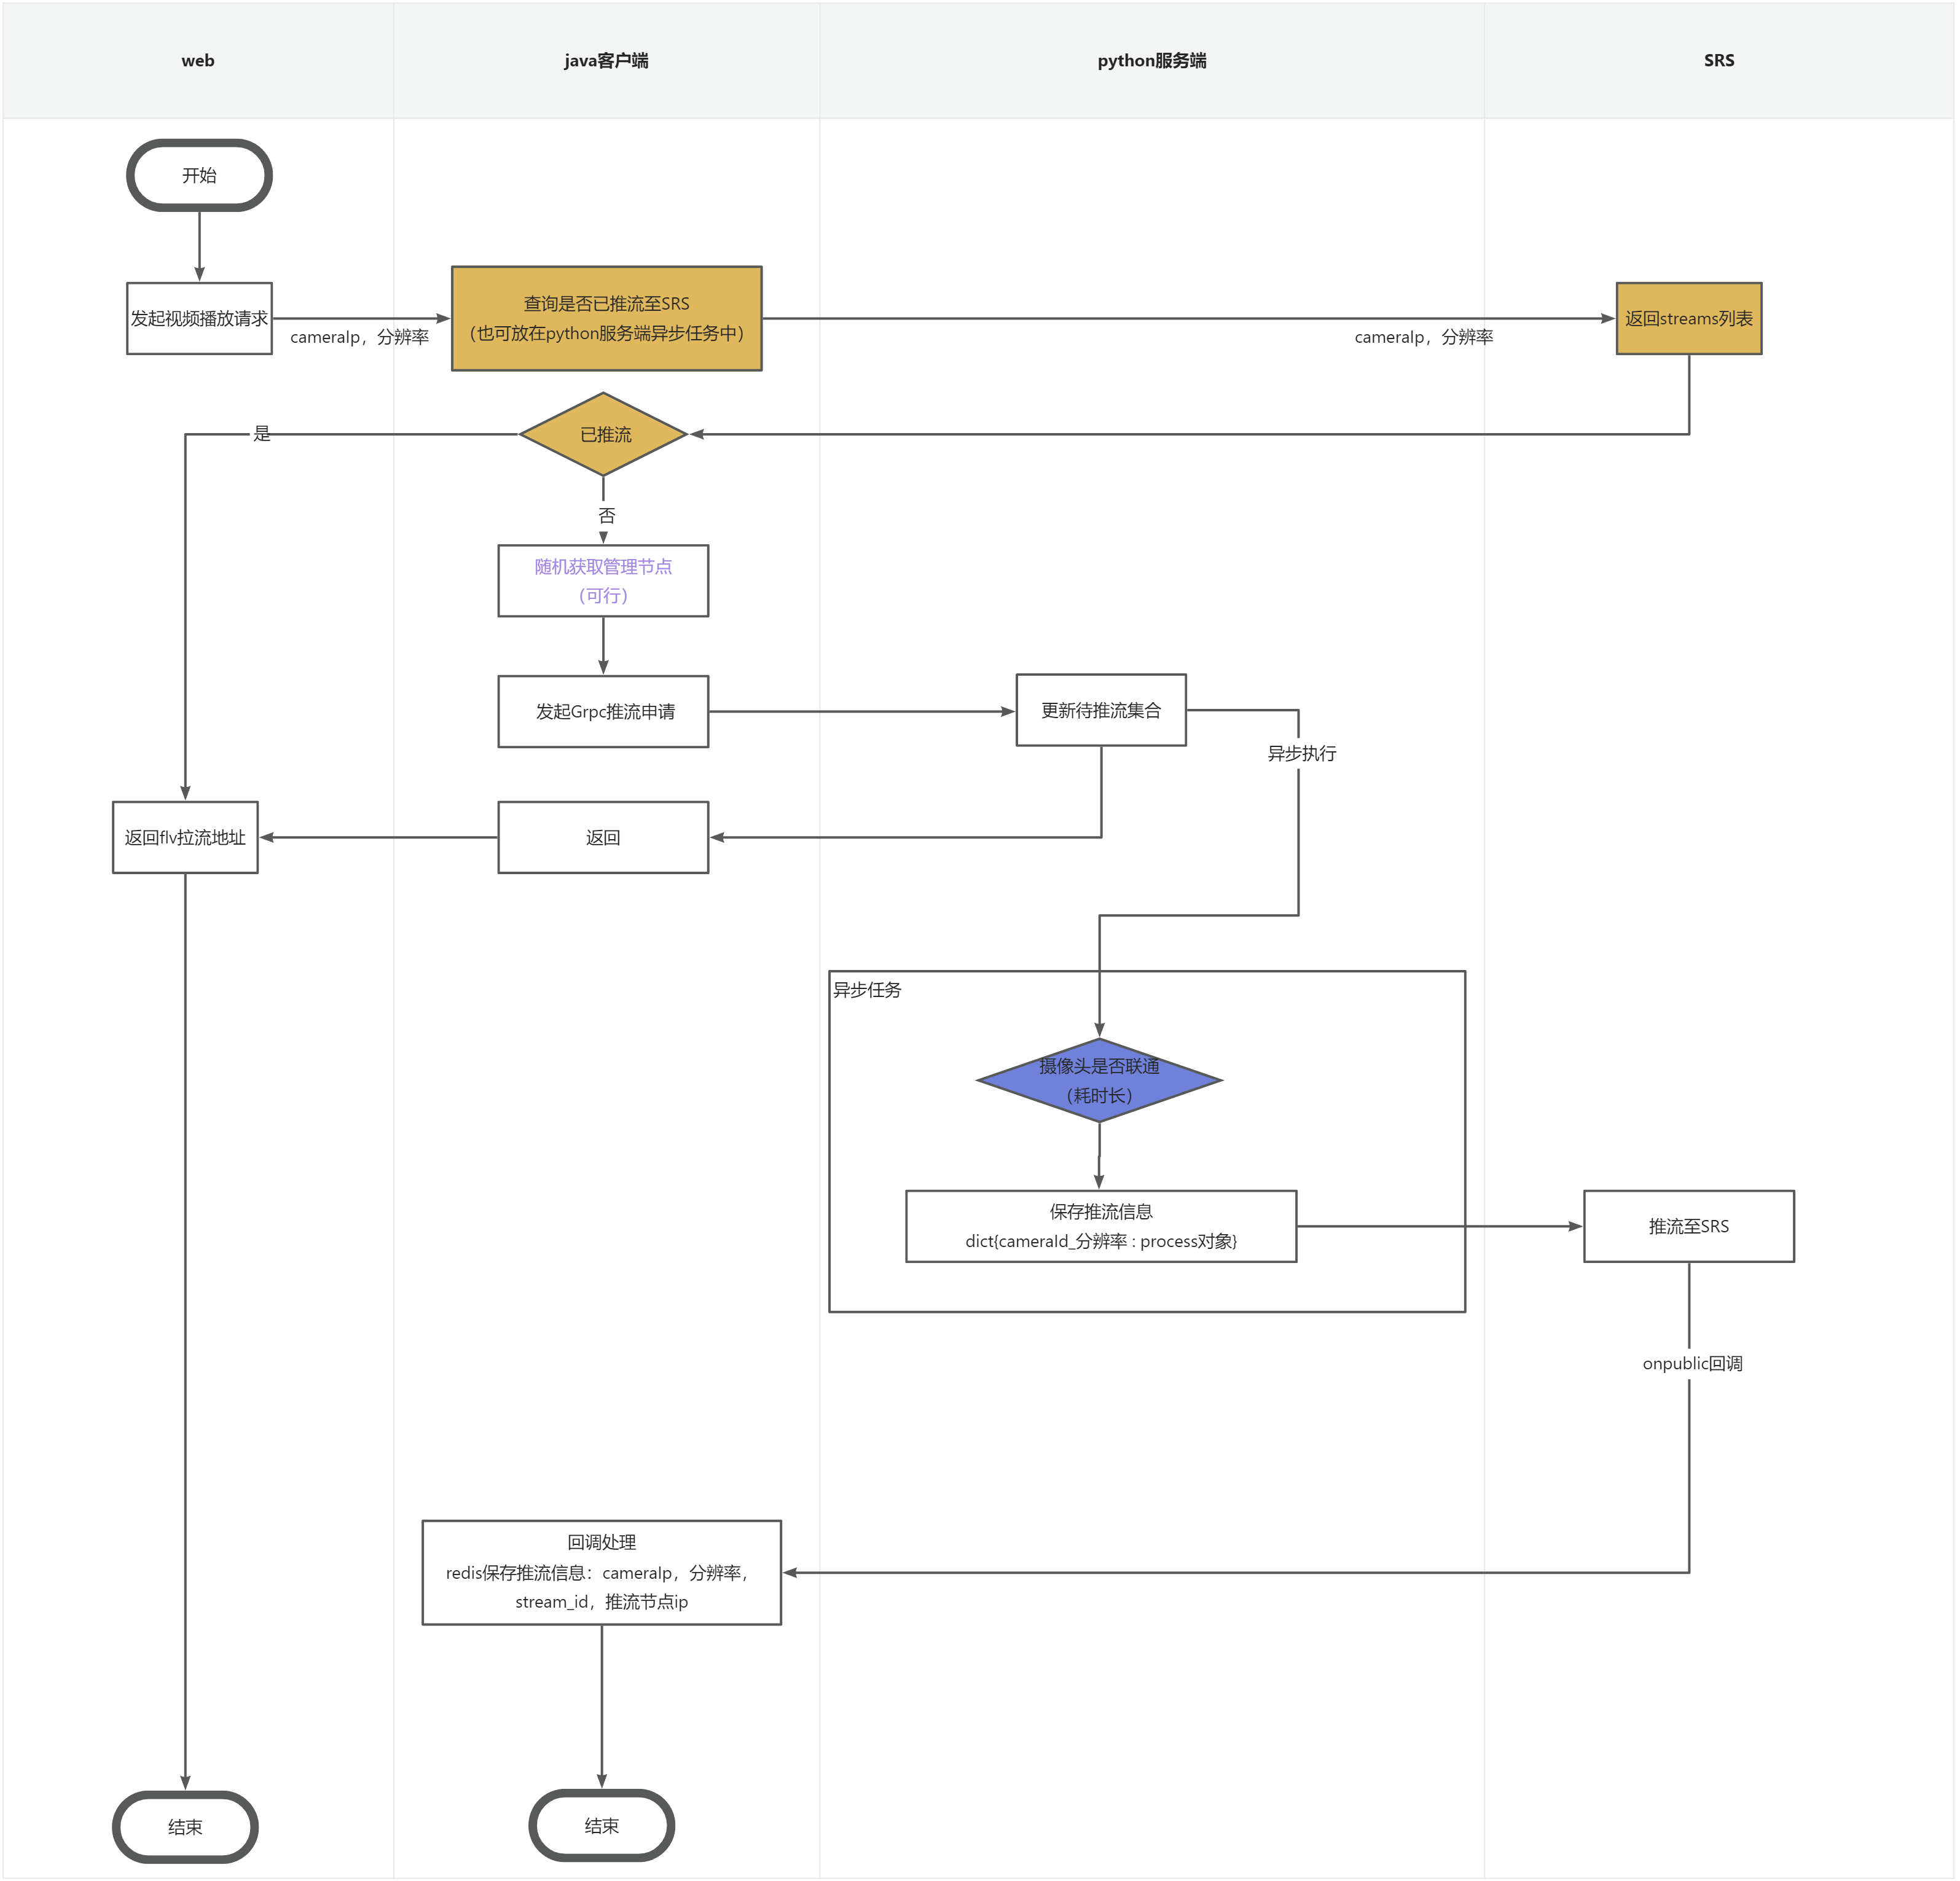 web
java客户端
python服务端
SRS
开始
发起视频播放请求
cameraIp，分辨率
查询是否已推流至SRS
（也可放在python服务端异步任务中）
cameraIp，分辨率
返回streams列表
已推流
是
否
随机获取管理节点
（可行）
发起Grpc推流申请
更新待推流集合
异步执行
返回flv拉流地址
返回
异步任务
摄像头是否联通
（耗时长）
保存推流信息
dict{cameraId_分辨率 : process对象}
推流至SRS
onpublic回调
回调处理
redis保存推流信息：cameraIp，分辨率，
stream_id，推流节点ip
结束
结束